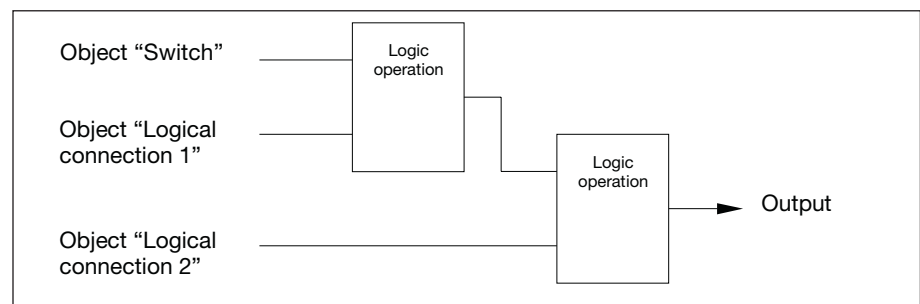 Object “Switch”
Logic
operation
Object “Logical
connection 1”
Logic
operation
Output
Object “Logical
connection 2”